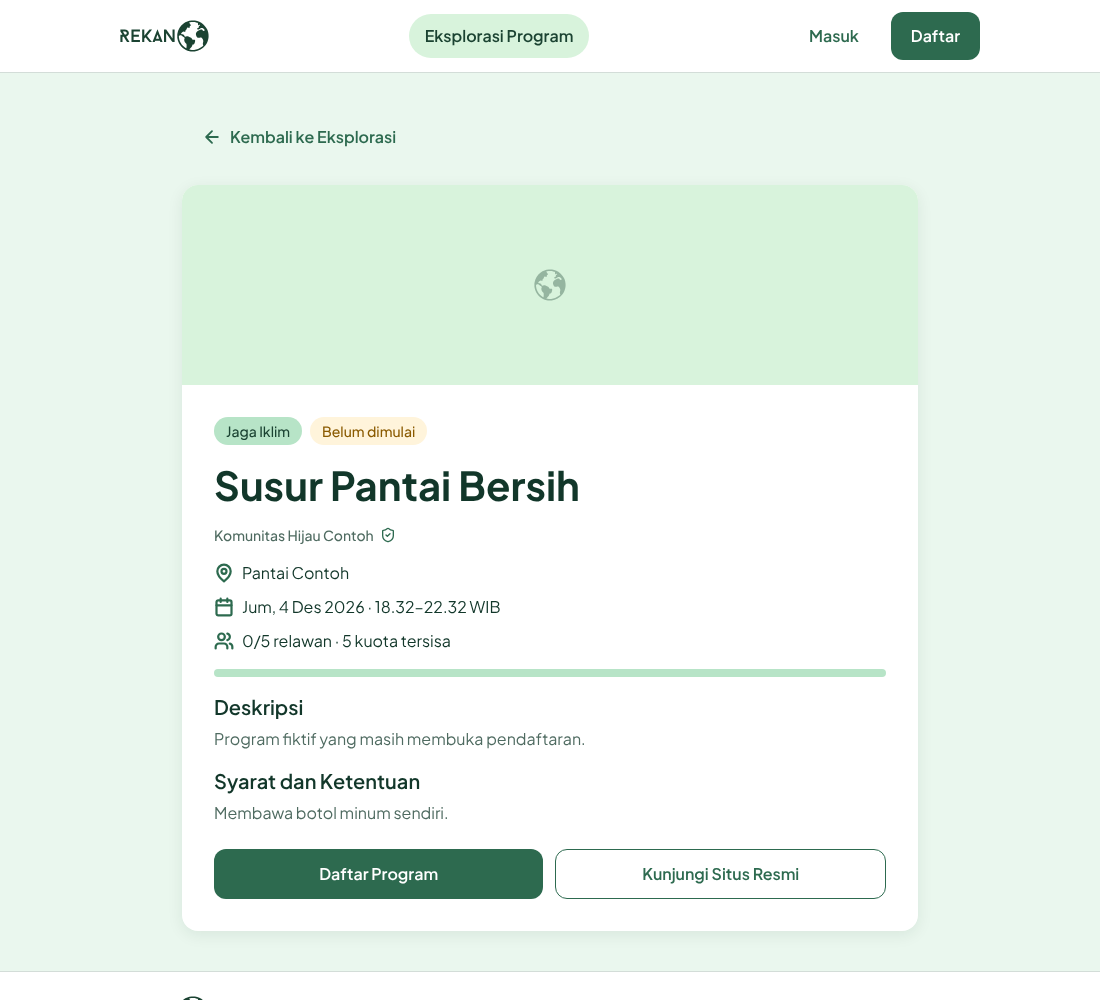 REKAN
Eksplorasi Program
Masuk
Daftar
Kembali ke Eksplorasi
Jaga Iklim
Belum dimulai
Susur Pantai Bersih
Komunitas Hijau Contoh
Pantai Contoh
Jum, 4 Des 2026 · 18.32–22.32 WIB
0/5 relawan · 5 kuota tersisa
Deskripsi
Program fiktif yang masih membuka pendaftaran.
Syarat dan Ketentuan
Membawa botol minum sendiri.
Daftar Program
Kunjungi Situs Resmi